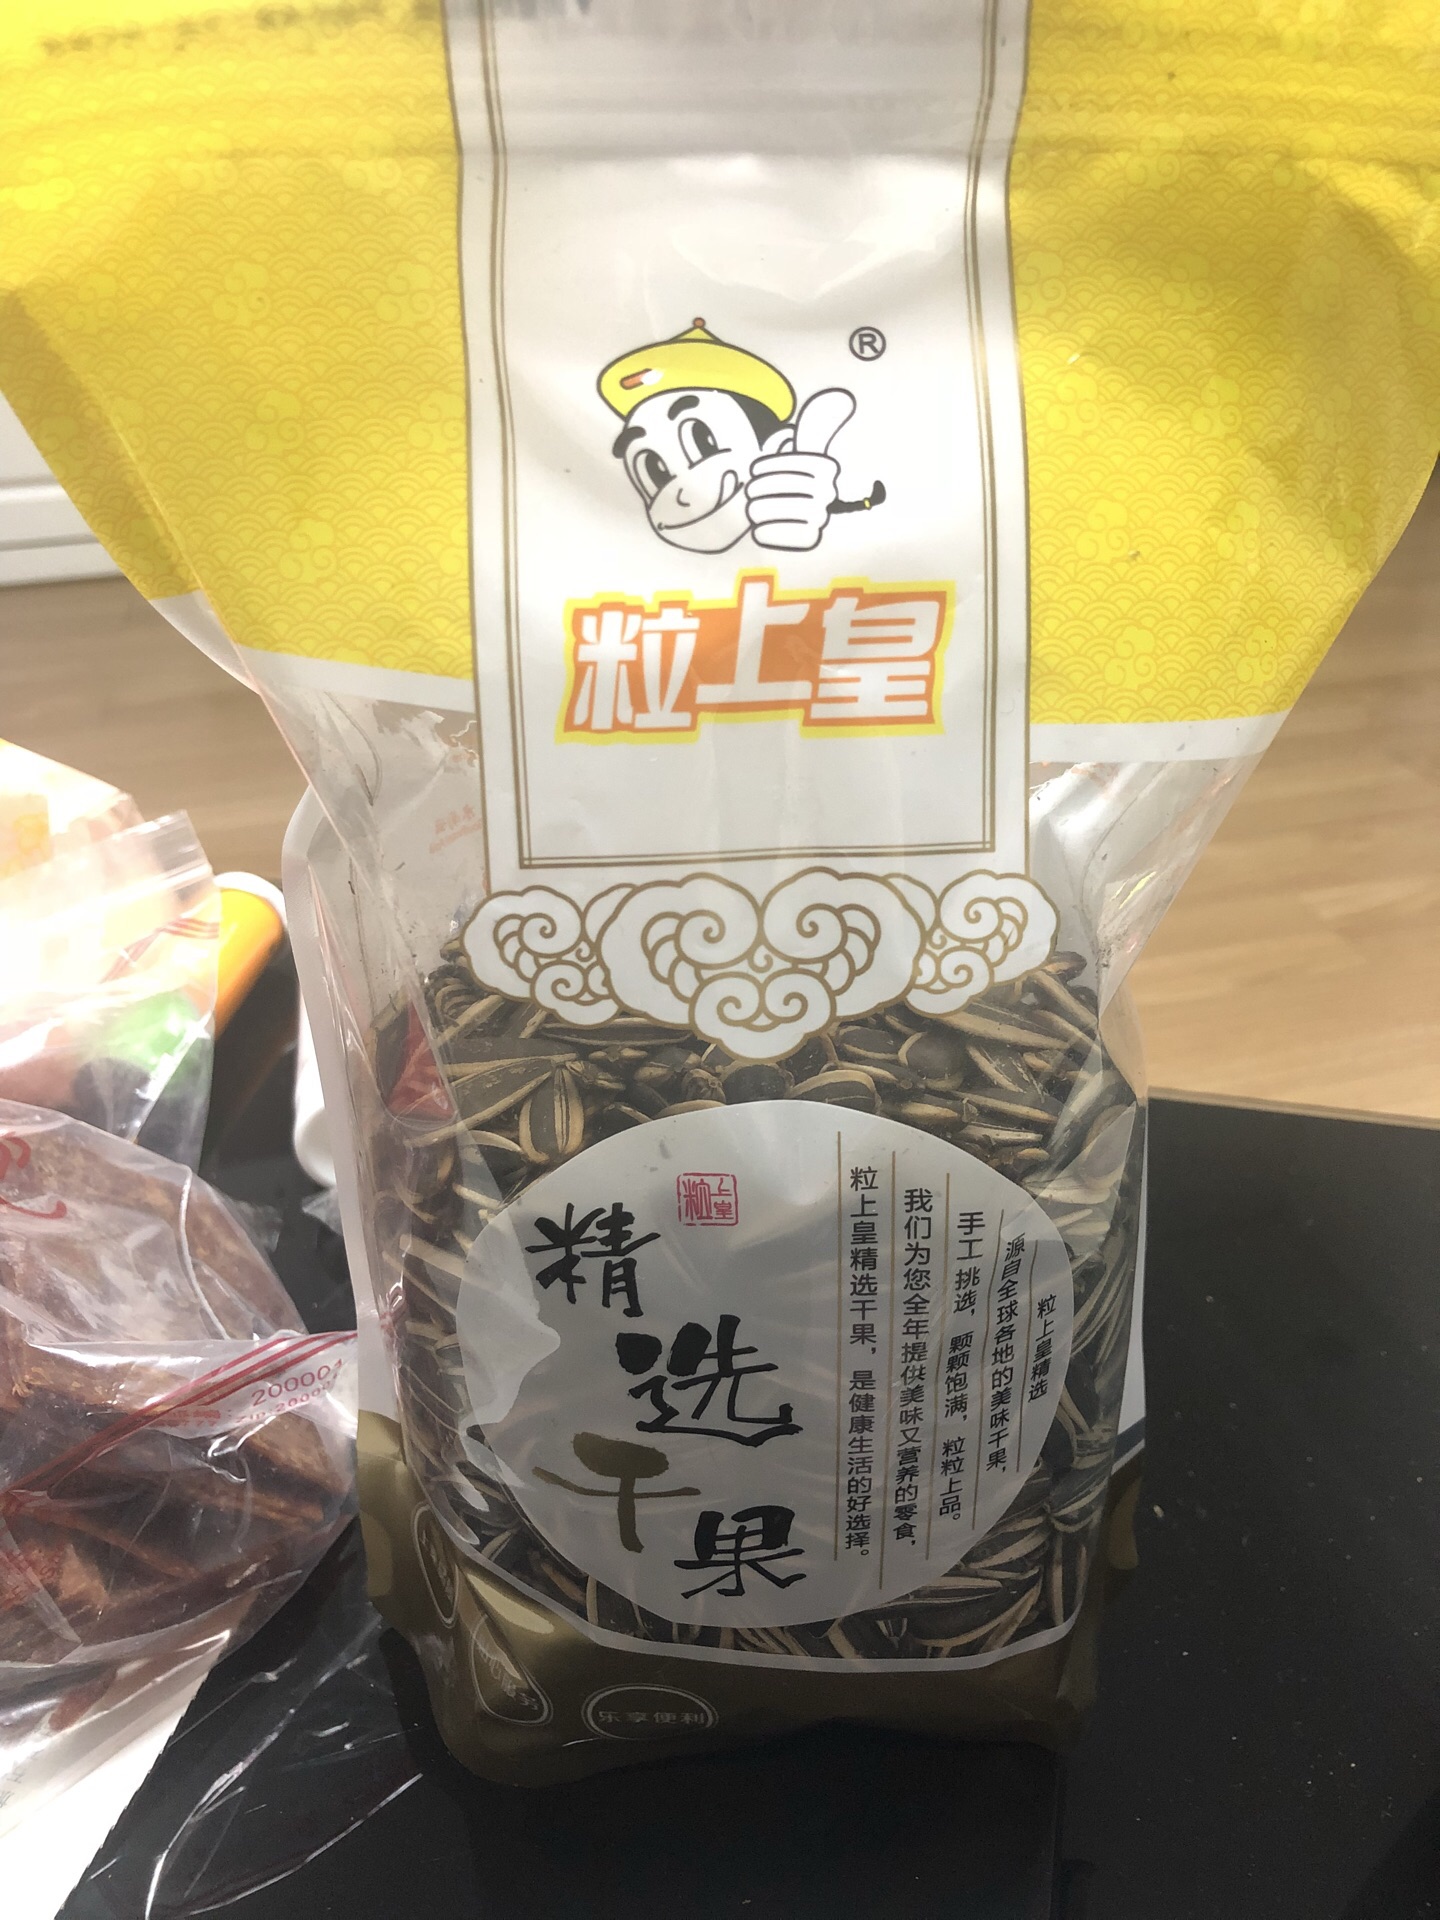 ®
粒上皇
粒上皇
精选干果
粒上皇精选
源自全球各地的美味干果，
手工挑选，颗颗饱满，粒粒上品。
我们为您全年提供美味又营养的零食，
粒上皇精选干果，是健康生活的好选择。
乐享便利
200001